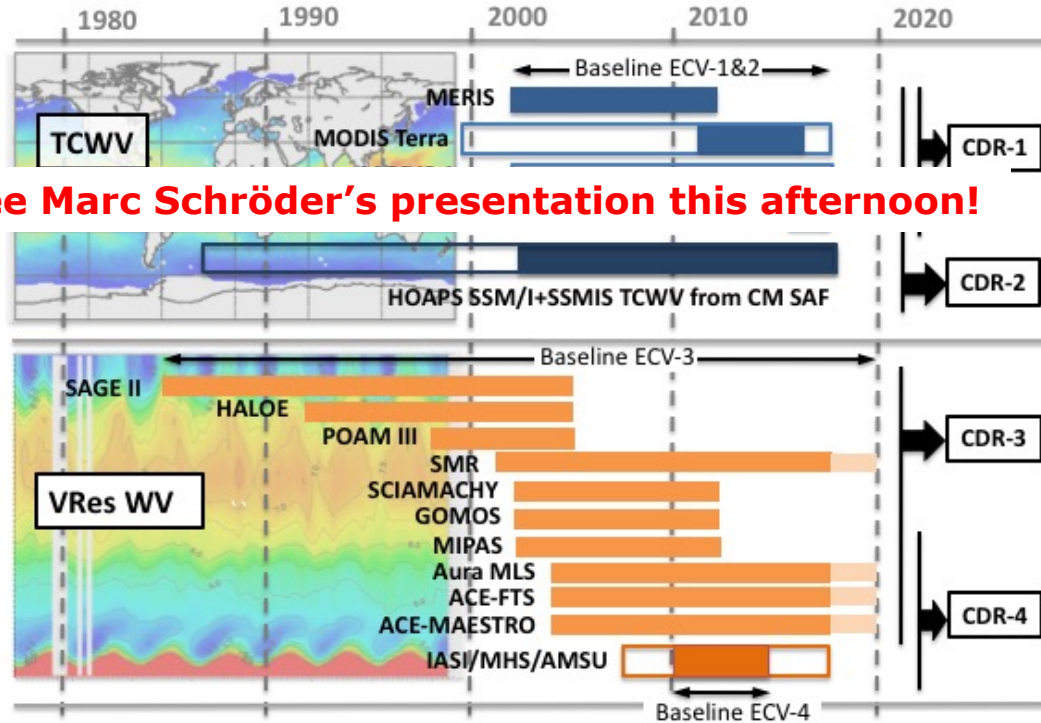 1980 1990 2000 2010 2020
Baseline ECV-1&2
MERIS
TCWV
MODIS Terra
CDR-1
Marc Schröder’s presentation this afternoon!
CDR-2
HOAPS SSM/I+SSMIS TCWV from CM SAF
Baseline ECV-3
SAGE II
HALOE
POAM III
CDR-3
SMR
SCIAMACHY
VRes WV
GOMOS
MIPAS
Aura MLS
ACE-FTS
CDR-4
ACE-MAESTRO
IASI/MHS/AMSU
Baseline ECV-4